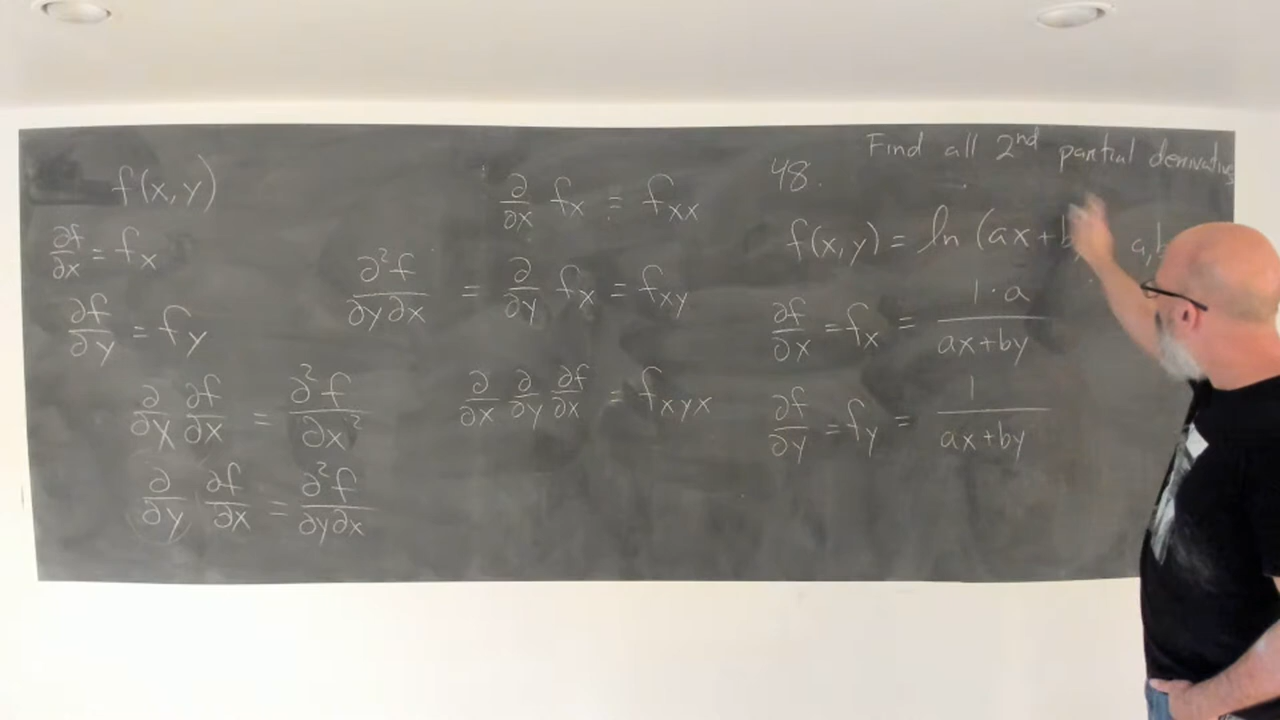 f(x,y)
∂f/∂x = fx
∂f/∂y = fy
∂/∂y ∂f/∂x = ∂²f/∂x²
∂/∂y ∂f/∂x = ∂²f/∂y∂x
∂/∂x fx = fxx
∂²f/∂y∂x = ∂/∂y fx = fxy
∂/∂x ∂/∂y ∂f/∂x = fxyx
Find all 2nd partial derivatives
48.
f(x,y) = ln (ax+b
a,b
∂f/∂x = fx = 1·a/ax+by
∂f/∂y = fy = 1/ax+by